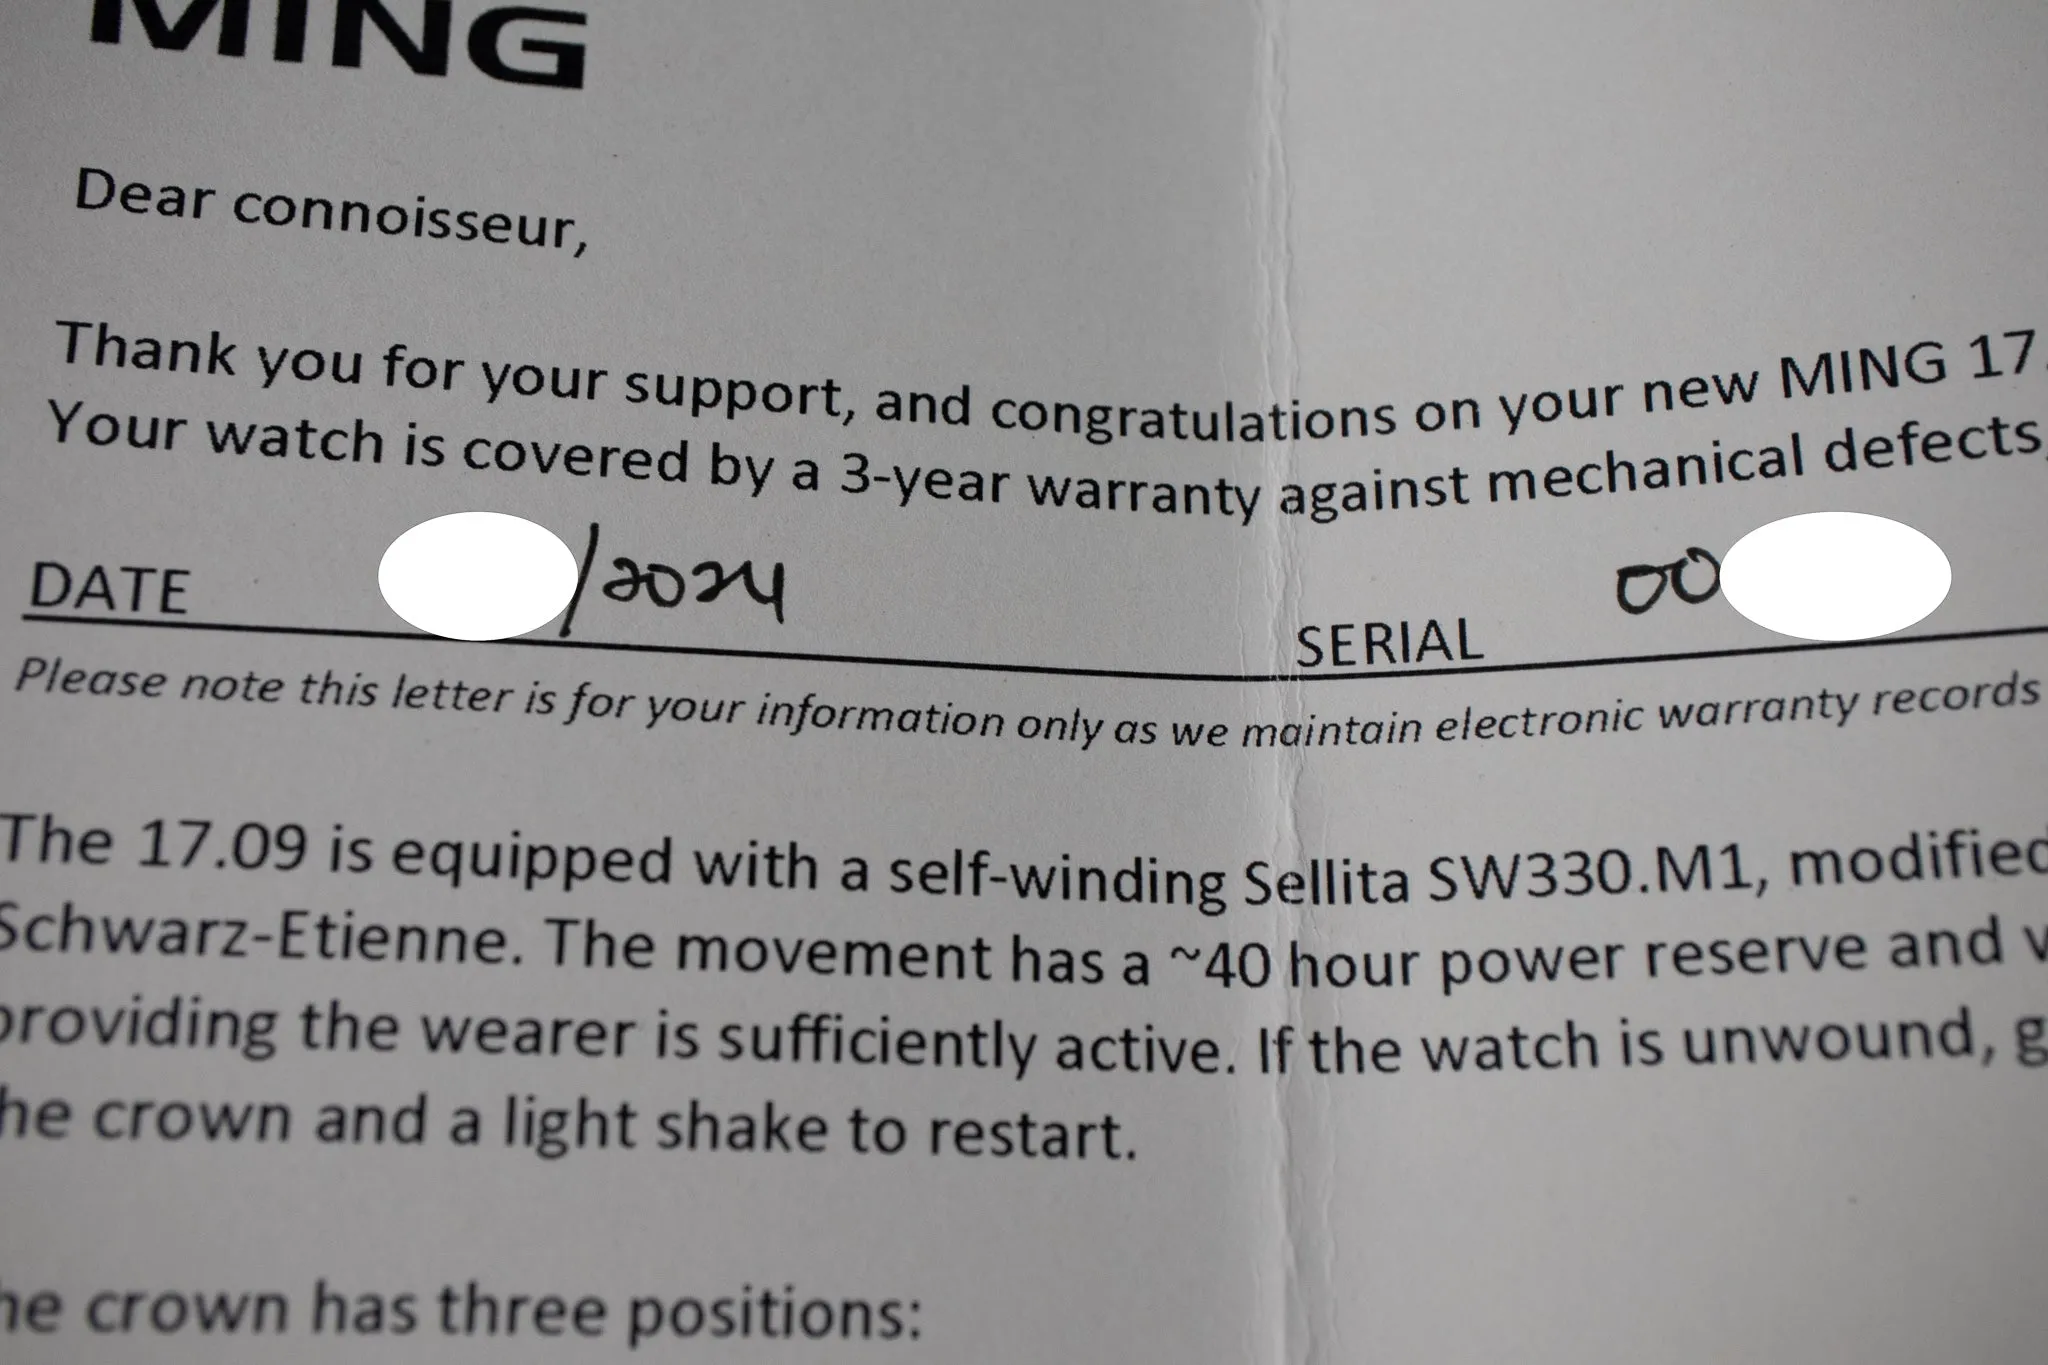 MING
Dear connoisseur,
Thank you for your support, and congratulations on your new MING 17.
Your watch is covered by a 3-year warranty against mechanical defects,
DATE /2024 SERIAL 00
Please note this letter is for your information only as we maintain electronic warranty records
The 17.09 is equipped with a self-winding Sellita SW330.M1, modified
Schwarz-Etienne. The movement has a ~40 hour power reserve and
providing the wearer is sufficiently active. If the watch is unwound,
the crown and a light shake to restart.
The crown has three positions: